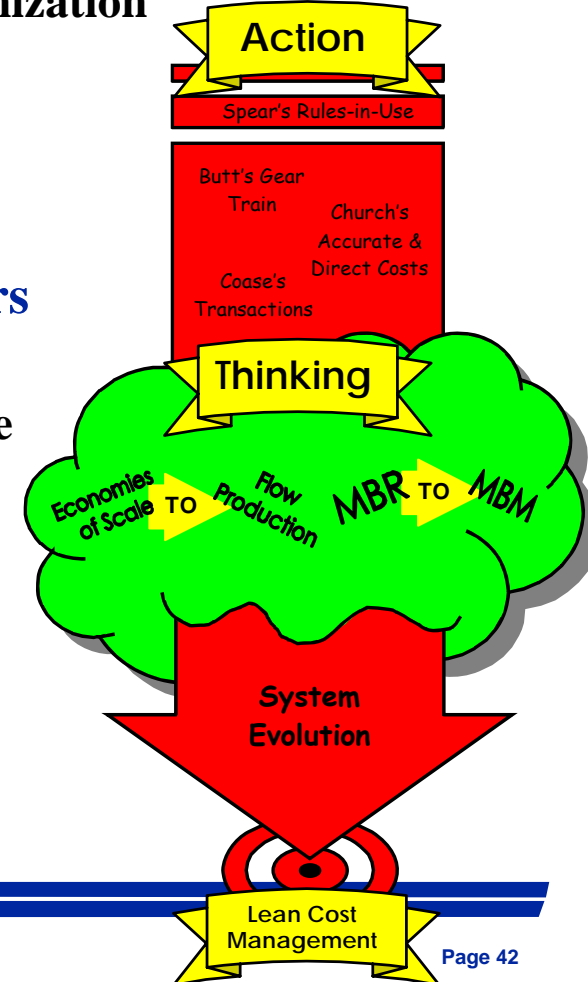 nization
Action
Spear's Rules-in-Use
Butt's Gear
Train
Church's
Accurate &
Direct Costs
Coase's
Transactions
rs
Thinking
e
Economies
of Scale
TO
Flow
Production
MBR
TO
MBM
System
Evolution
Lean Cost
Management
Page 42